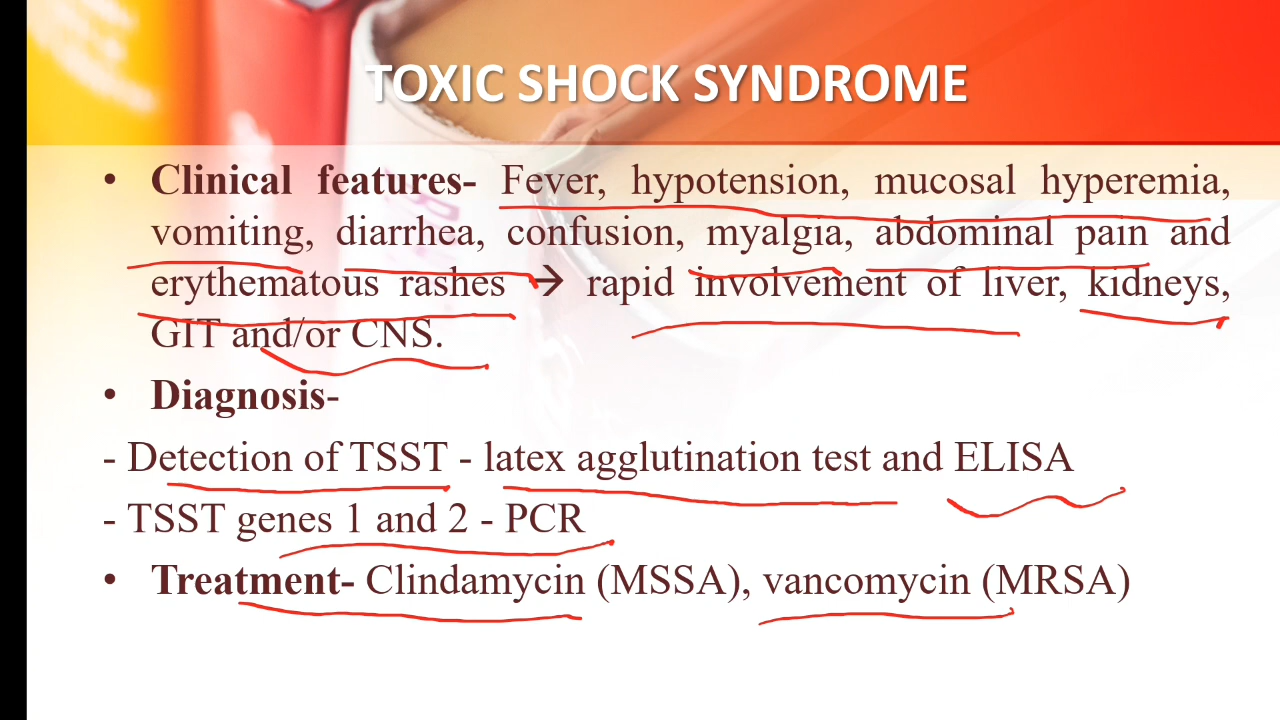 TOXIC SHOCK SYNDROME
• Clinical features- Fever, hypotension, mucosal hyperemia,
vomiting, diarrhea, confusion, myalgia, abdominal pain and
erythematous rashes → rapid involvement of liver, kidneys,
GIT and/or CNS.
• Diagnosis-
- Detection of TSST - latex agglutination test and ELISA
- TSST genes 1 and 2 - PCR
• Treatment- Clindamycin (MSSA), vancomycin (MRSA)